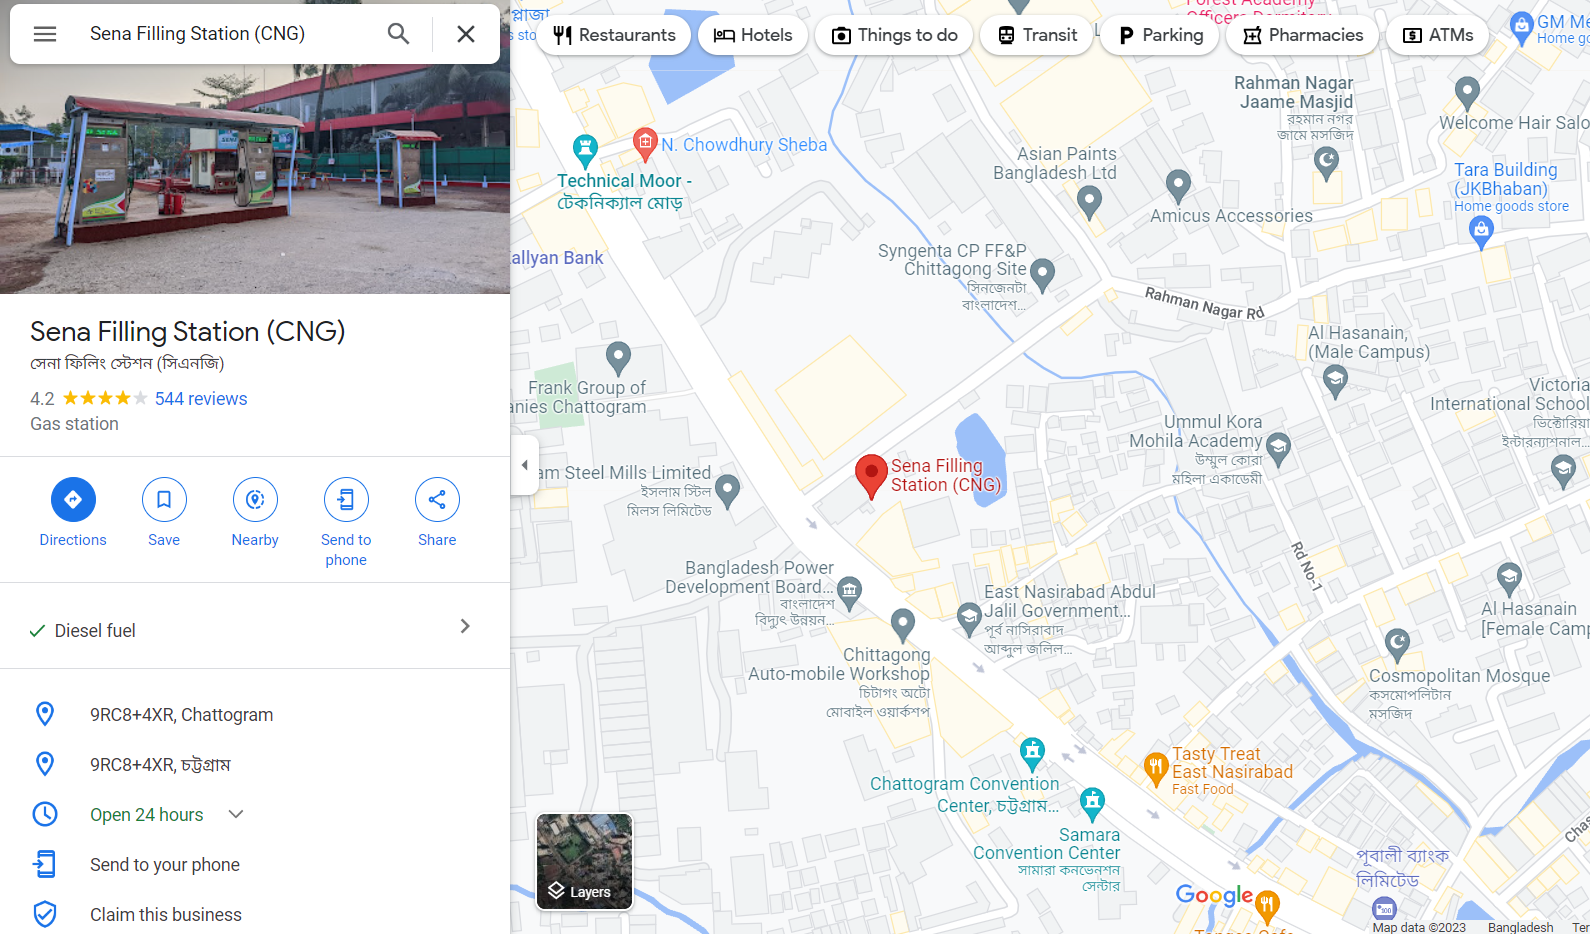 Sena Filling Station (CNG)
Sena Filling Station (CNG)
সেনা ফিলিং স্টেশন (সিএনজি)
4.2
544 reviews
Gas station
Directions
Save
Nearby
Send to
phone
Share
Diesel fuel
9RC8+4XR, Chattogram
9RC8+4XR, চট্টগ্রাম
Open 24 hours
Send to your phone
Claim this business
Restaurants
Hotels
Things to do
Transit
Parking
Pharmacies
ATMs
প্লাজা
Forest Academy
Officers Dormitory
GM Me
Home go
N. Chowdhury Sheba
Technical Moor -
টেকনিক্যাল মোড়
allyan Bank
Rahman Nagar
Jaame Masjid
রহমান নগর
জামে মসজিদ
Welcome Hair Salo
Asian Paints
Bangladesh Ltd
Amicus Accessories
Tara Building
(JKBhaban)
Home goods store
Syngenta CP FF&P
Chittagong Site
সিনজেনটা
বাংলাদেশ...
Rahman Nagar Rd
Al Hasanain,
(Male Campus)
Frank Group of
anies Chattogram
Victoria
International School
ভিক্টোরিয়া
ইন্টারন্যাশনাল...
Ummul Kora
Mohila Academy
উম্মুল কোরা
মহিলা একাডেমী
am Steel Mills Limited
ইসলাম স্টিল
মিলস লিমিটেড
Sena Filling
Station (CNG)
Rd No-1
Bangladesh Power
Development Board...
বাংলাদেশ
বিদ্যুৎ উন্নয়ন...
East Nasirabad Abdul
Jalil Government...
পূর্ব নাসিরাবাদ
আব্দুল জলিল...
Al Hasanain
[Female Camp
Chittagong
Auto-mobile Workshop
চিটাগং অটো
মোবাইল ওয়ার্কশপ
Cosmopolitan Mosque
কসমোপলিটান
মসজিদ
Tasty Treat
East Nasirabad
Fast Food
Chattogram Convention
Center, চট্টগ্রাম...
Samara
Convention Center
সামারা কনভেনশন
সেন্টার
পূবালী ব্যাংক
লিমিটেড
Layers
Google
Map data ©2023
Bangladesh
Ter